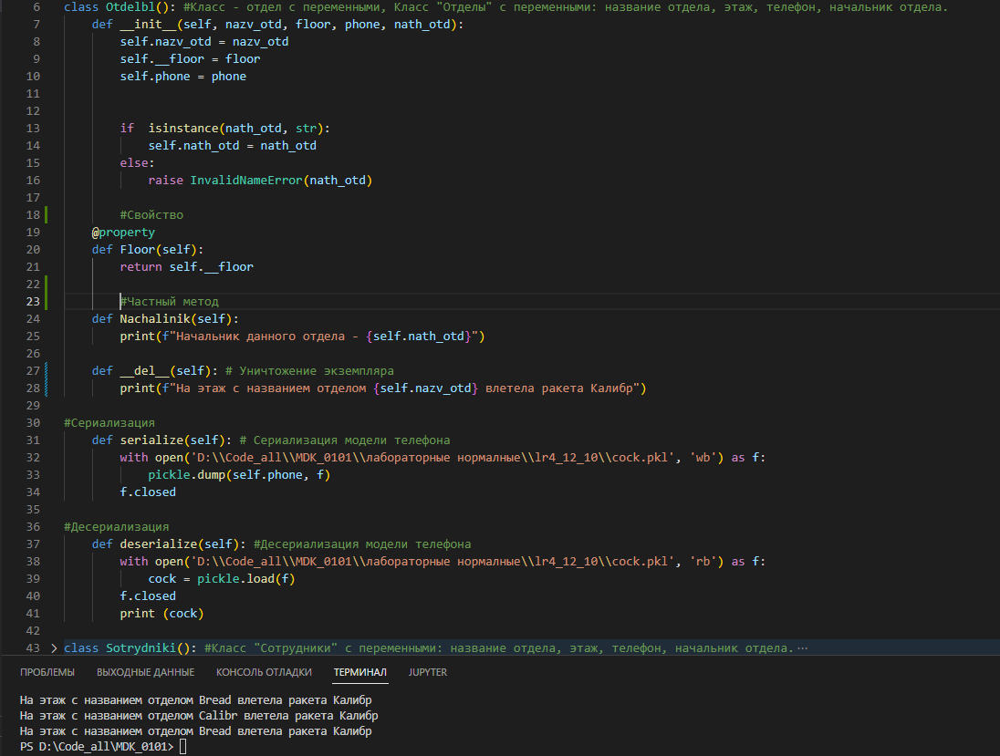 6 class Otdelbl(): #Класс - отдел с переменными, Класс "Отделы" с переменными: название отдела, этаж, телефон, начальник отдела.
7 def __init__(self, nazv_otd, floor, phone, nath_otd):
8 self.nazv_otd = nazv_otd
9 self.__floor = floor
10 self.phone = phone
11
12
13 if  isinstance(nath_otd, str):
14 self.nath_otd = nath_otd
15 else:
16 raise InvalidNameError(nath_otd)
17
18 #Свойство
19 @property
20 def Floor(self):
21 return self.__floor
22
23 #Частный метод
24 def Nachalinik(self):
25 print(f"Начальник данного отдела - {self.nath_otd}")
26
27 def __del__(self): # Уничтожение экземпляра
28 print(f"На этаж с названием отделом {self.nazv_otd} влетела ракета Калибр")
29
30 #Сериализация
31 def serialize(self): # Сериализация модели телефона
32 with open('D:\\Code_all\\MDK_0101\\лабораторные нормалные\\lr4_12_10\\cock.pkl', 'wb') as f:
33 pickle.dump(self.phone, f)
34 f.closed
35
36 #Десериализация
37 def deserialize(self): #Десериализация модели телефона
38 with open('D:\\Code_all\\MDK_0101\\лабораторные нормалные\\lr4_12_10\\cock.pkl', 'rb') as f:
39 cock = pickle.load(f)
40 f.closed
41 print (cock)
42
43 > class Sotrydniki(): #Класс "Сотрудники" с переменными: название отдела, этаж, телефон, начальник отдела. ⋯
ПРОБЛЕМЫ ВЫХОДНЫЕ ДАННЫЕ КОНСОЛЬ ОТЛАДКИ ТЕРМИНАЛ JUPYTER
На этаж с названием отделом Bread влетела ракета Калибр
На этаж с названием отделом Calibr влетела ракета Калибр
На этаж с названием отделом Bread влетела ракета Калибр
PS D:\Code_all\MDK_0101>